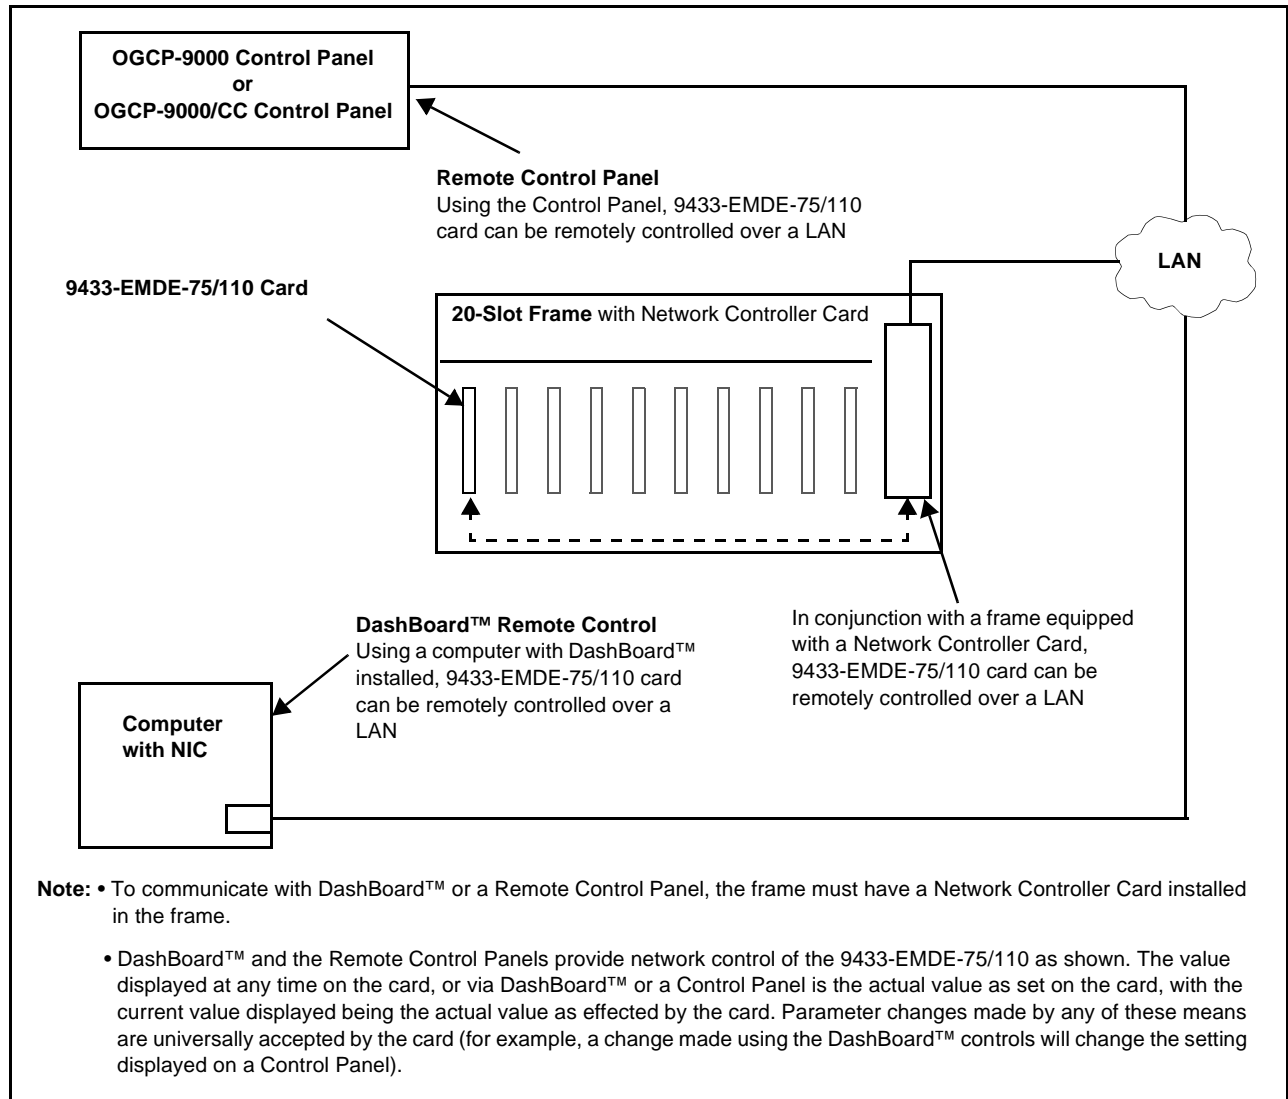 OGCP-9000 Control Panel
or
OGCP-9000/CC Control Panel
Remote Control Panel
Using the Control Panel, 9433-EMDE-75/110
card can be remotely controlled over a LAN
LAN
9433-EMDE-75/110 Card
20-Slot Frame with Network Controller Card
DashBoard™ Remote Control
Using a computer with DashBoard™
installed, 9433-EMDE-75/110 card
can be remotely controlled over a
LAN
In conjunction with a frame equipped
with a Network Controller Card,
9433-EMDE-75/110 card can be
remotely controlled over a LAN
Computer
with NIC
Note: • To communicate with DashBoard™ or a Remote Control Panel, the frame must have a Network Controller Card installed
in the frame.
• DashBoard™ and the Remote Control Panels provide network control of the 9433-EMDE-75/110 as shown. The value
displayed at any time on the card, or via DashBoard™ or a Control Panel is the actual value as set on the card, with the
current value displayed being the actual value as effected by the card. Parameter changes made by any of these means
are universally accepted by the card (for example, a change made using the DashBoard™ controls will change the setting
displayed on a Control Panel).